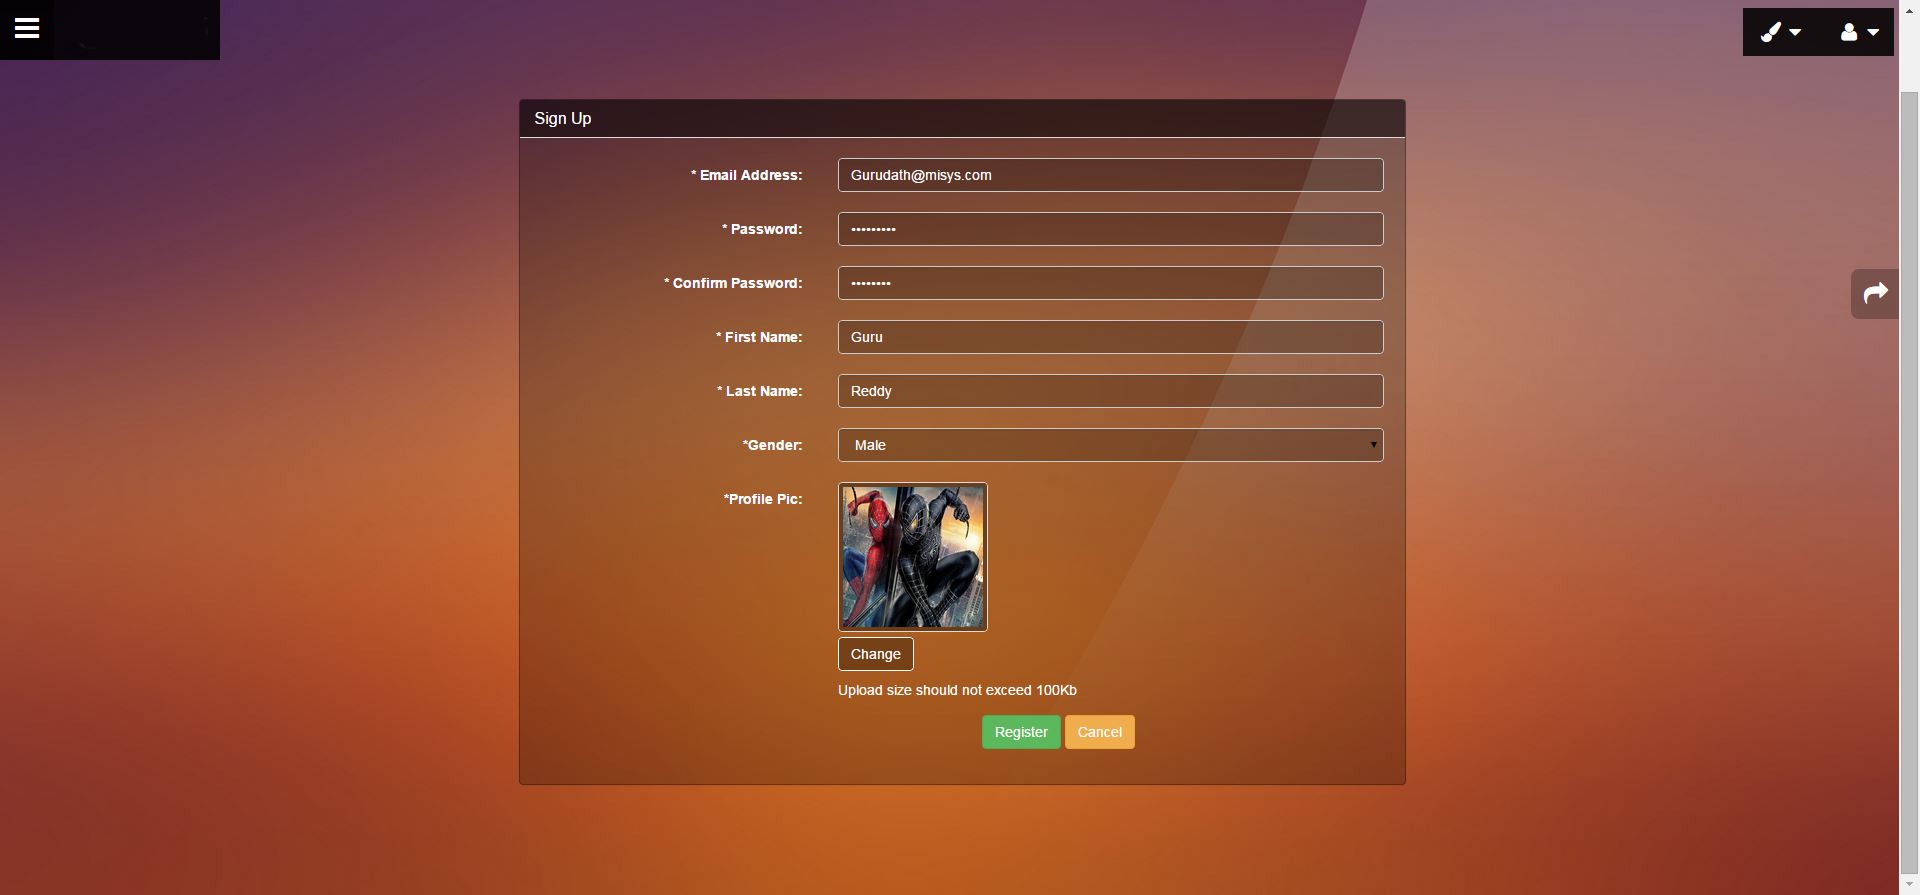 Sign Up
* Email Address: Gurudath@misys.com
* Password: •••••••••
* Confirm Password: ••••••••
* First Name: Guru
* Last Name: Reddy
*Gender: Male
*Profile Pic:
Change
Upload size should not exceed 100Kb
Register Cancel